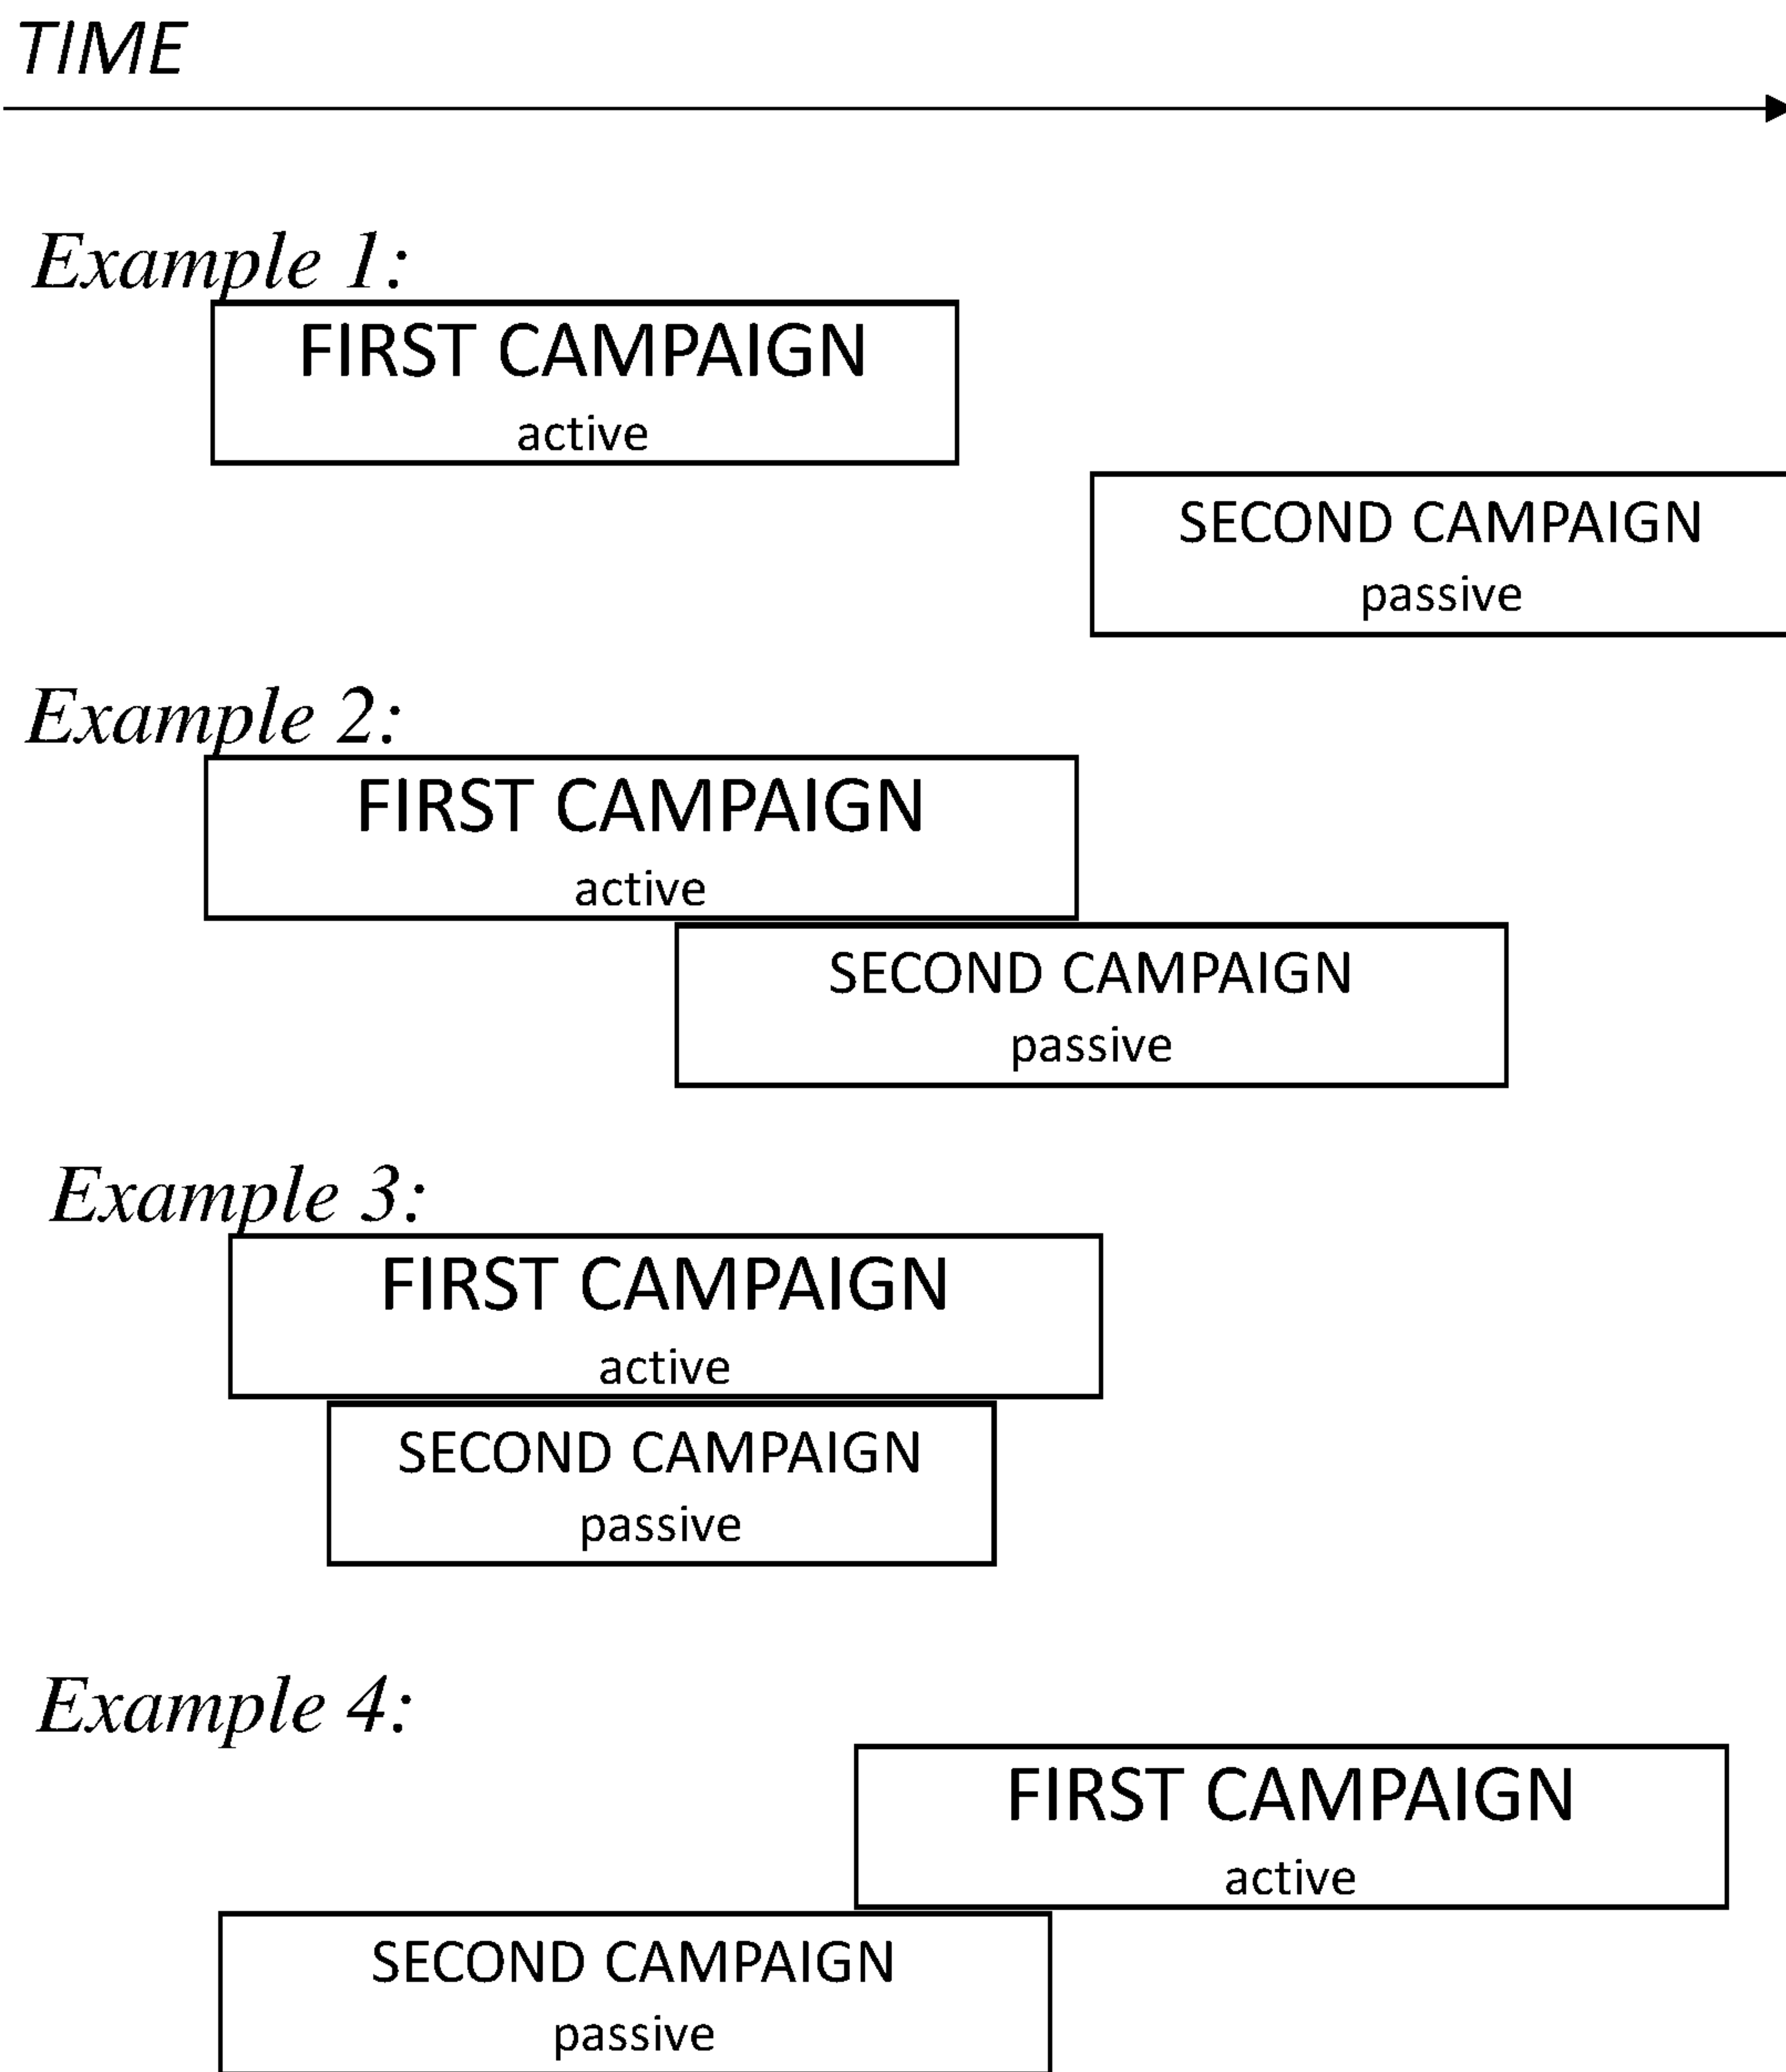 TIME
Example 1:
FIRST CAMPAIGN
active
SECOND CAMPAIGN
passive
Example 2:
FIRST CAMPAIGN
active
SECOND CAMPAIGN
passive
Example 3:
FIRST CAMPAIGN
active
SECOND CAMPAIGN
passive
Example 4:
FIRST CAMPAIGN
active
SECOND CAMPAIGN
passive